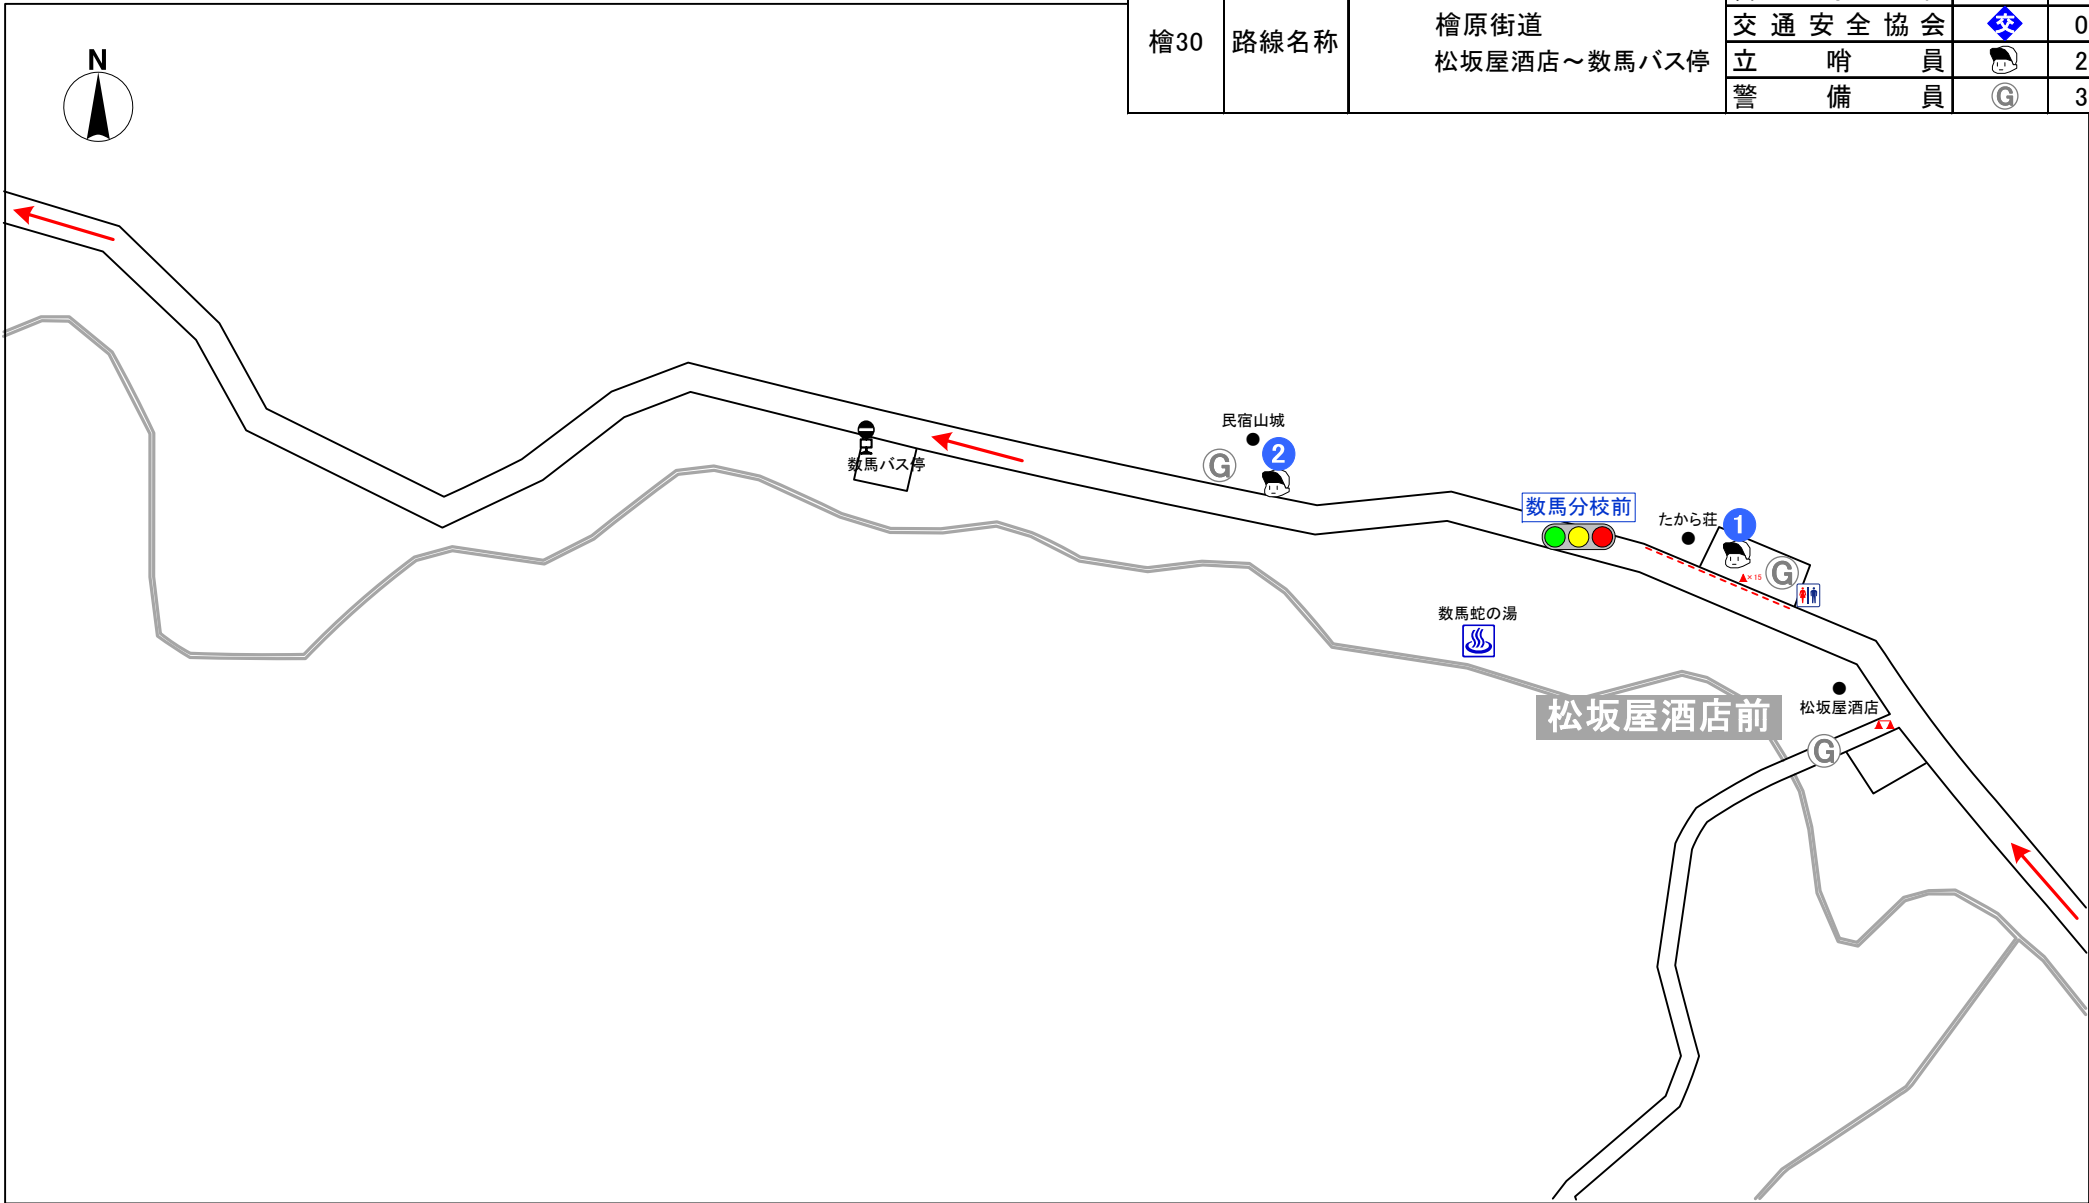 檜30 路線名称
檜原街道
松坂屋酒店～数馬バス停
交通安全協会 交 0
立哨員 2
警備員 G 3
N
民宿山城
2
G
数馬バス停
数馬分校前
たから荘
1
G
▲×15
数馬蛇の湯
松坂屋酒店前
松坂屋酒店
G